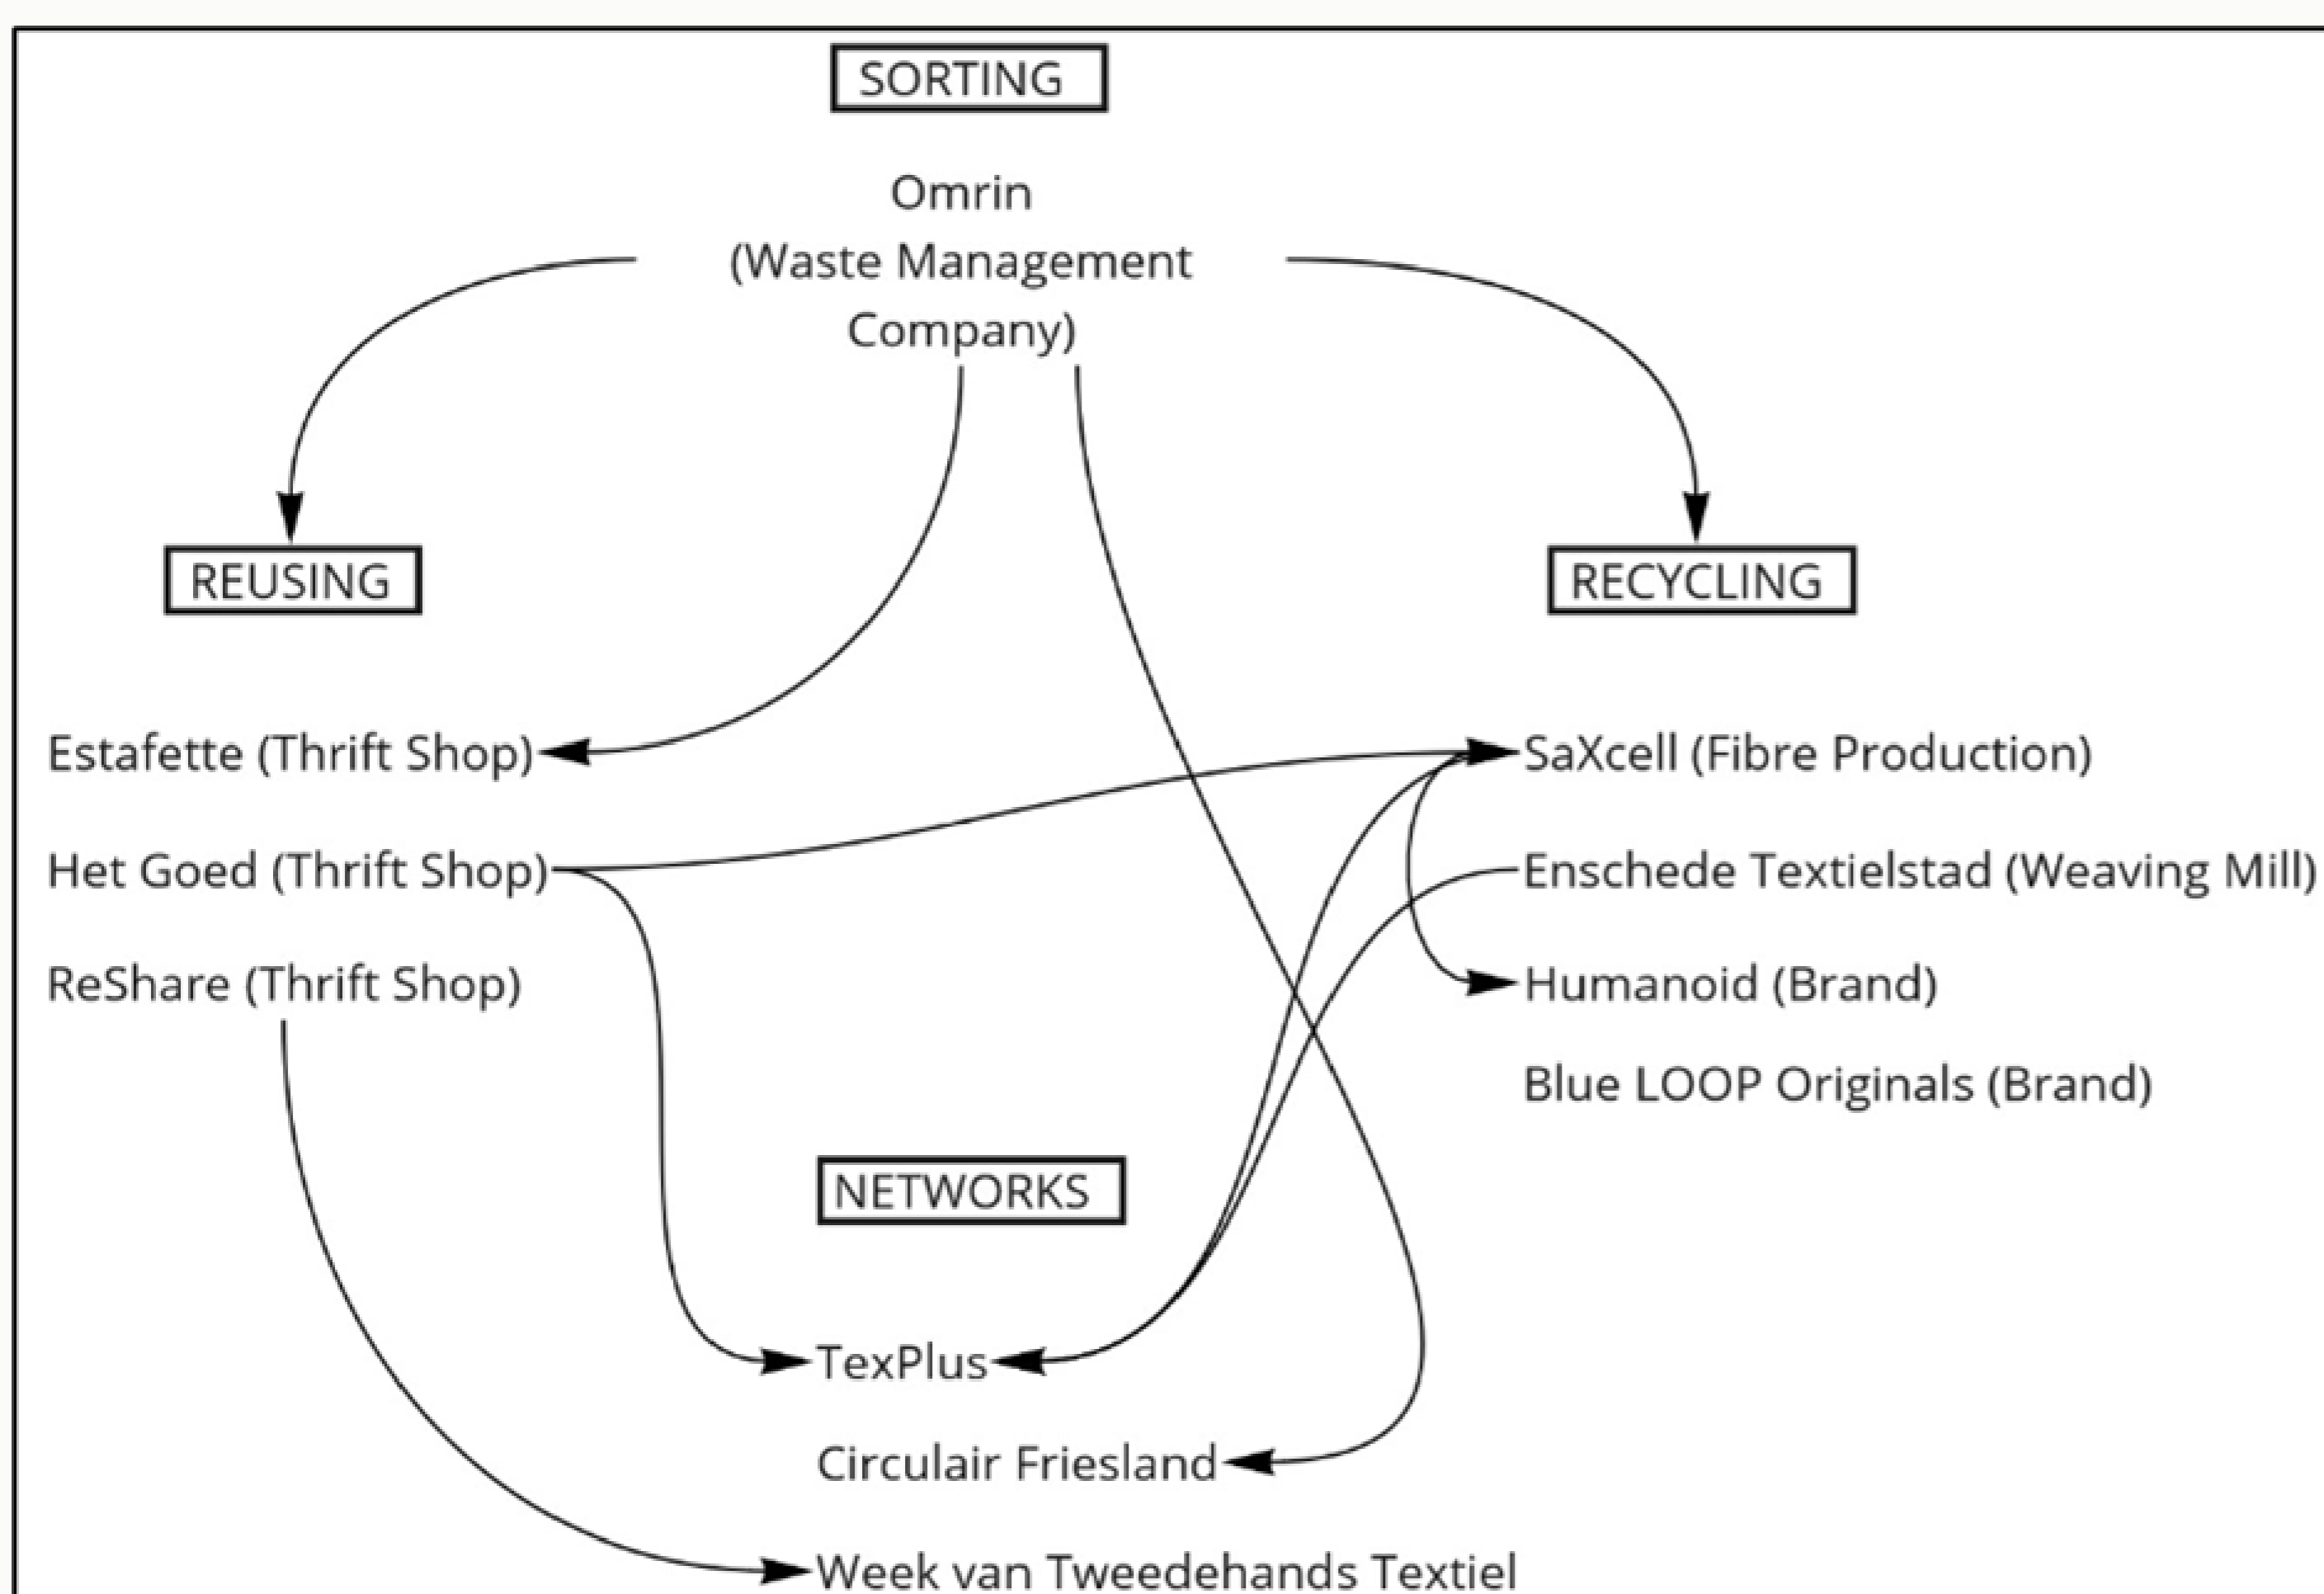 SORTING
Omrin
(Waste Management
Company)
REUSING
RECYCLING
Estafette (Thrift Shop)
Het Goed (Thrift Shop)
ReShare (Thrift Shop)
SaXcell (Fibre Production)
Enschede Textielstad (Weaving Mill)
Humanoid (Brand)
Blue LOOP Originals (Brand)
NETWORKS
TexPlus
Circulair Friesland
Week van Tweedehands Textiel